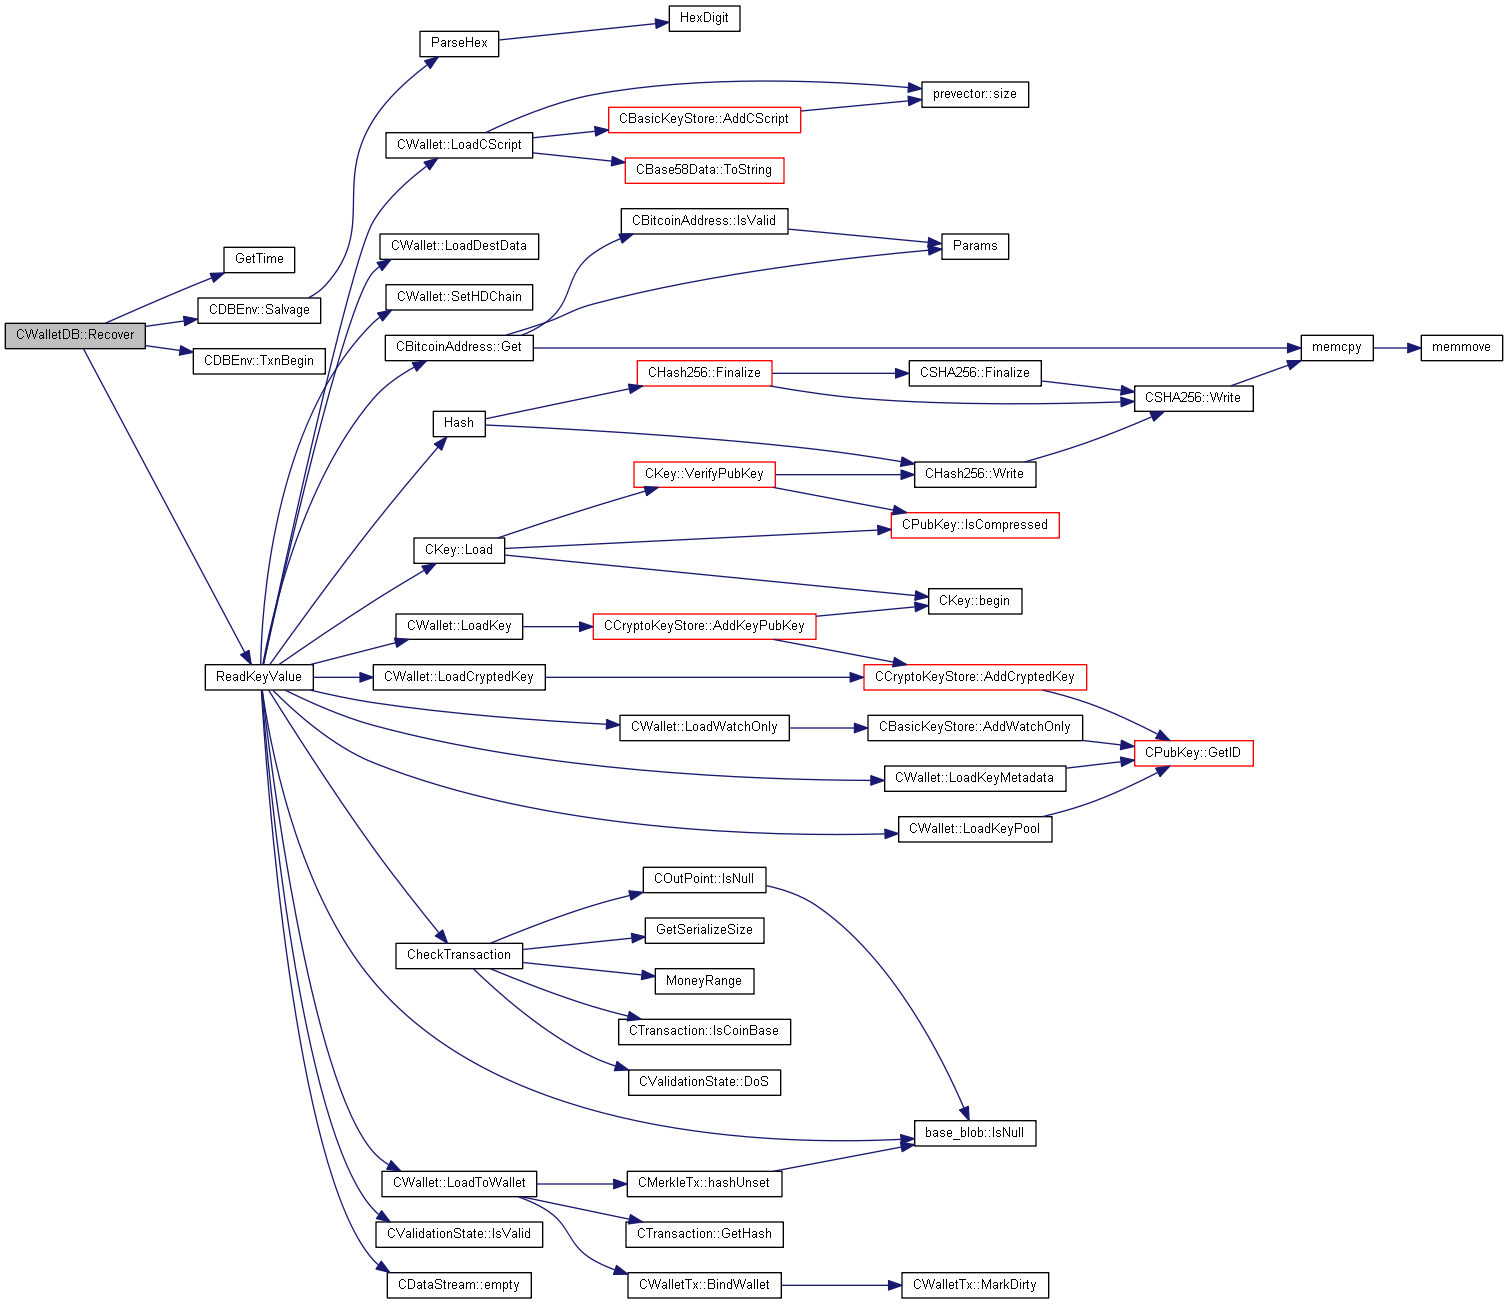 HexDigit
ParseHex
prevector::size
CBasicKeyStore::AddCScript
CWallet::LoadCScript
CBase58Data::ToString
CBitcoinAddress::IsValid
CWallet::LoadDestData
Params
GetTime
CWallet::SetHDChain
CDBEnv::Salvage
CWalletDB::Recover
CBitcoinAddress::Get
memcpy
memmove
CDBEnv::TxnBegin
CHash256::Finalize
CSHA256::Finalize
CSHA256::Write
Hash
CKey::VerifyPubKey
CHash256::Write
CPubKey::IsCompressed
CKey::Load
CKey::begin
CWallet::LoadKey
CCryptoKeyStore::AddKeyPubKey
ReadKeyValue
CWallet::LoadCryptedKey
CCryptoKeyStore::AddCryptedKey
CWallet::LoadWatchOnly
CBasicKeyStore::AddWatchOnly
CPubKey::GetID
CWallet::LoadKeyMetadata
CWallet::LoadKeyPool
COutPoint::IsNull
GetSerializeSize
CheckTransaction
MoneyRange
CTransaction::IsCoinBase
CValidationState::DoS
base_blob::IsNull
CWallet::LoadToWallet
CMerkleTx::hashUnset
CValidationState::IsValid
CTransaction::GetHash
CDataStream::empty
CWalletTx::BindWallet
CWalletTx::MarkDirty